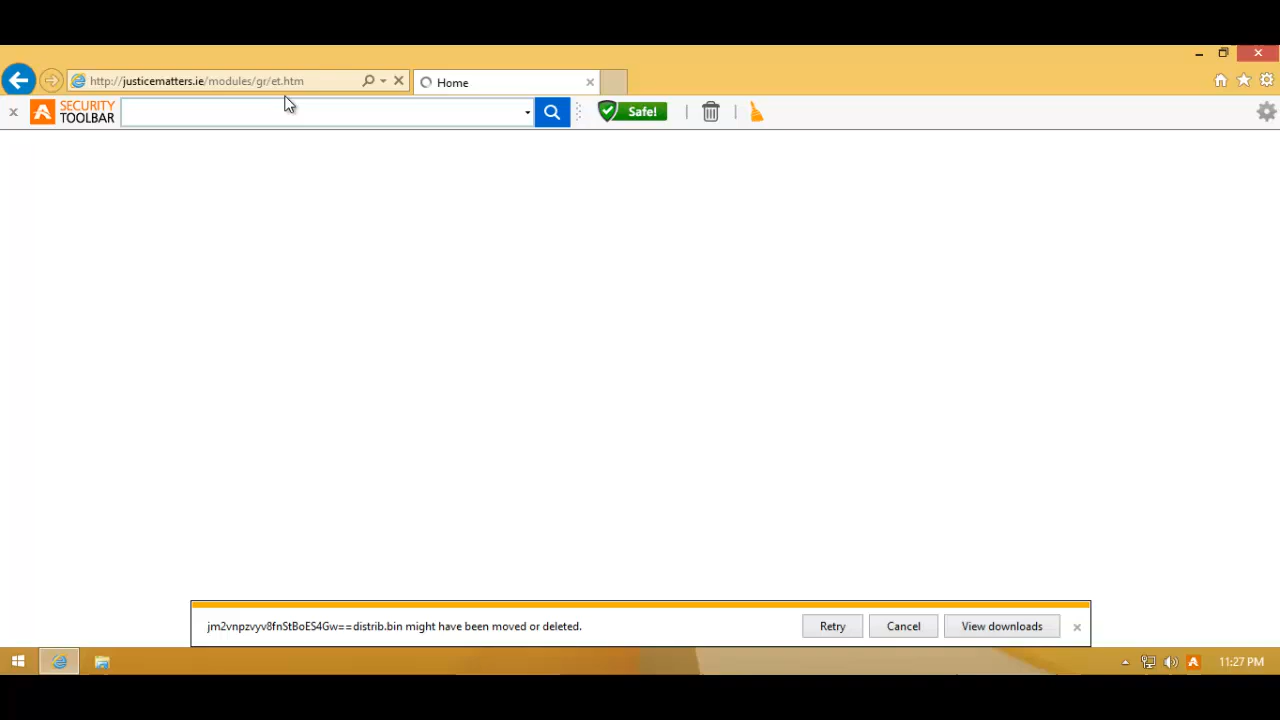 http://justicematters.ie/modules/gr/et.htm
Home
SECURITY
TOOLBAR
Safe!
jm2vnpzvyv8fnStBoES4Gw==distrib.bin might have been moved or deleted.
Retry
Cancel
View downloads
11:27 PM